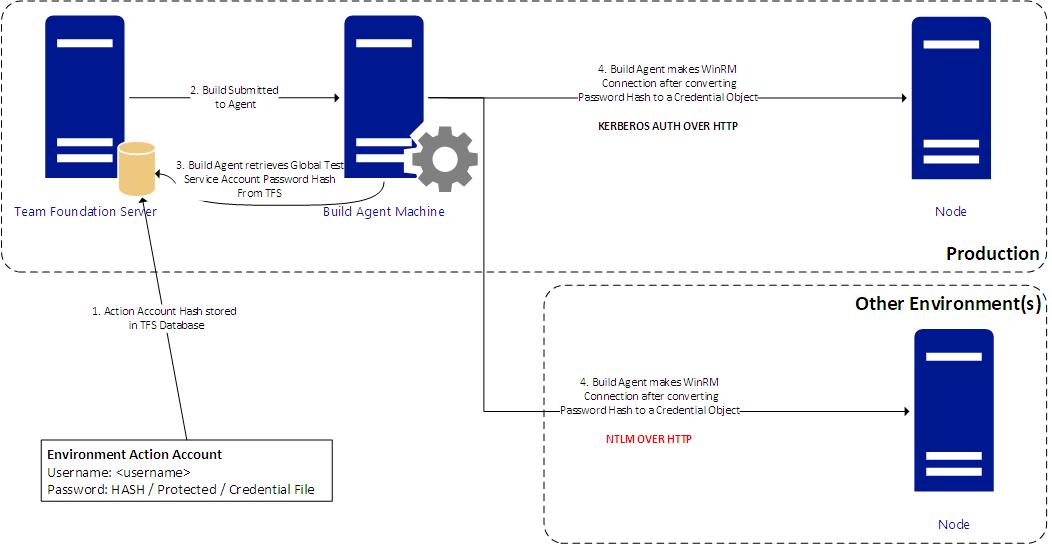 2. Build Submitted
to Agent
4. Build Agent makes WinRM
Connection after converting
Password Hash to a Credential Object
KERBEROS AUTH OVER HTTP
3. Build Agent retrieves Global Test
Service Account Password Hash
From TFS
Team Foundation Server
Build Agent Machine
Node
Production
1. Action Account Hash stored
in TFS Database
Other Environment(s)
4. Build Agent makes WinRM
Connection after converting
Password Hash to a Credential Object
NTLM OVER HTTP
Environment Action Account
Username: <username>
Password: HASH / Protected / Credential File
Node